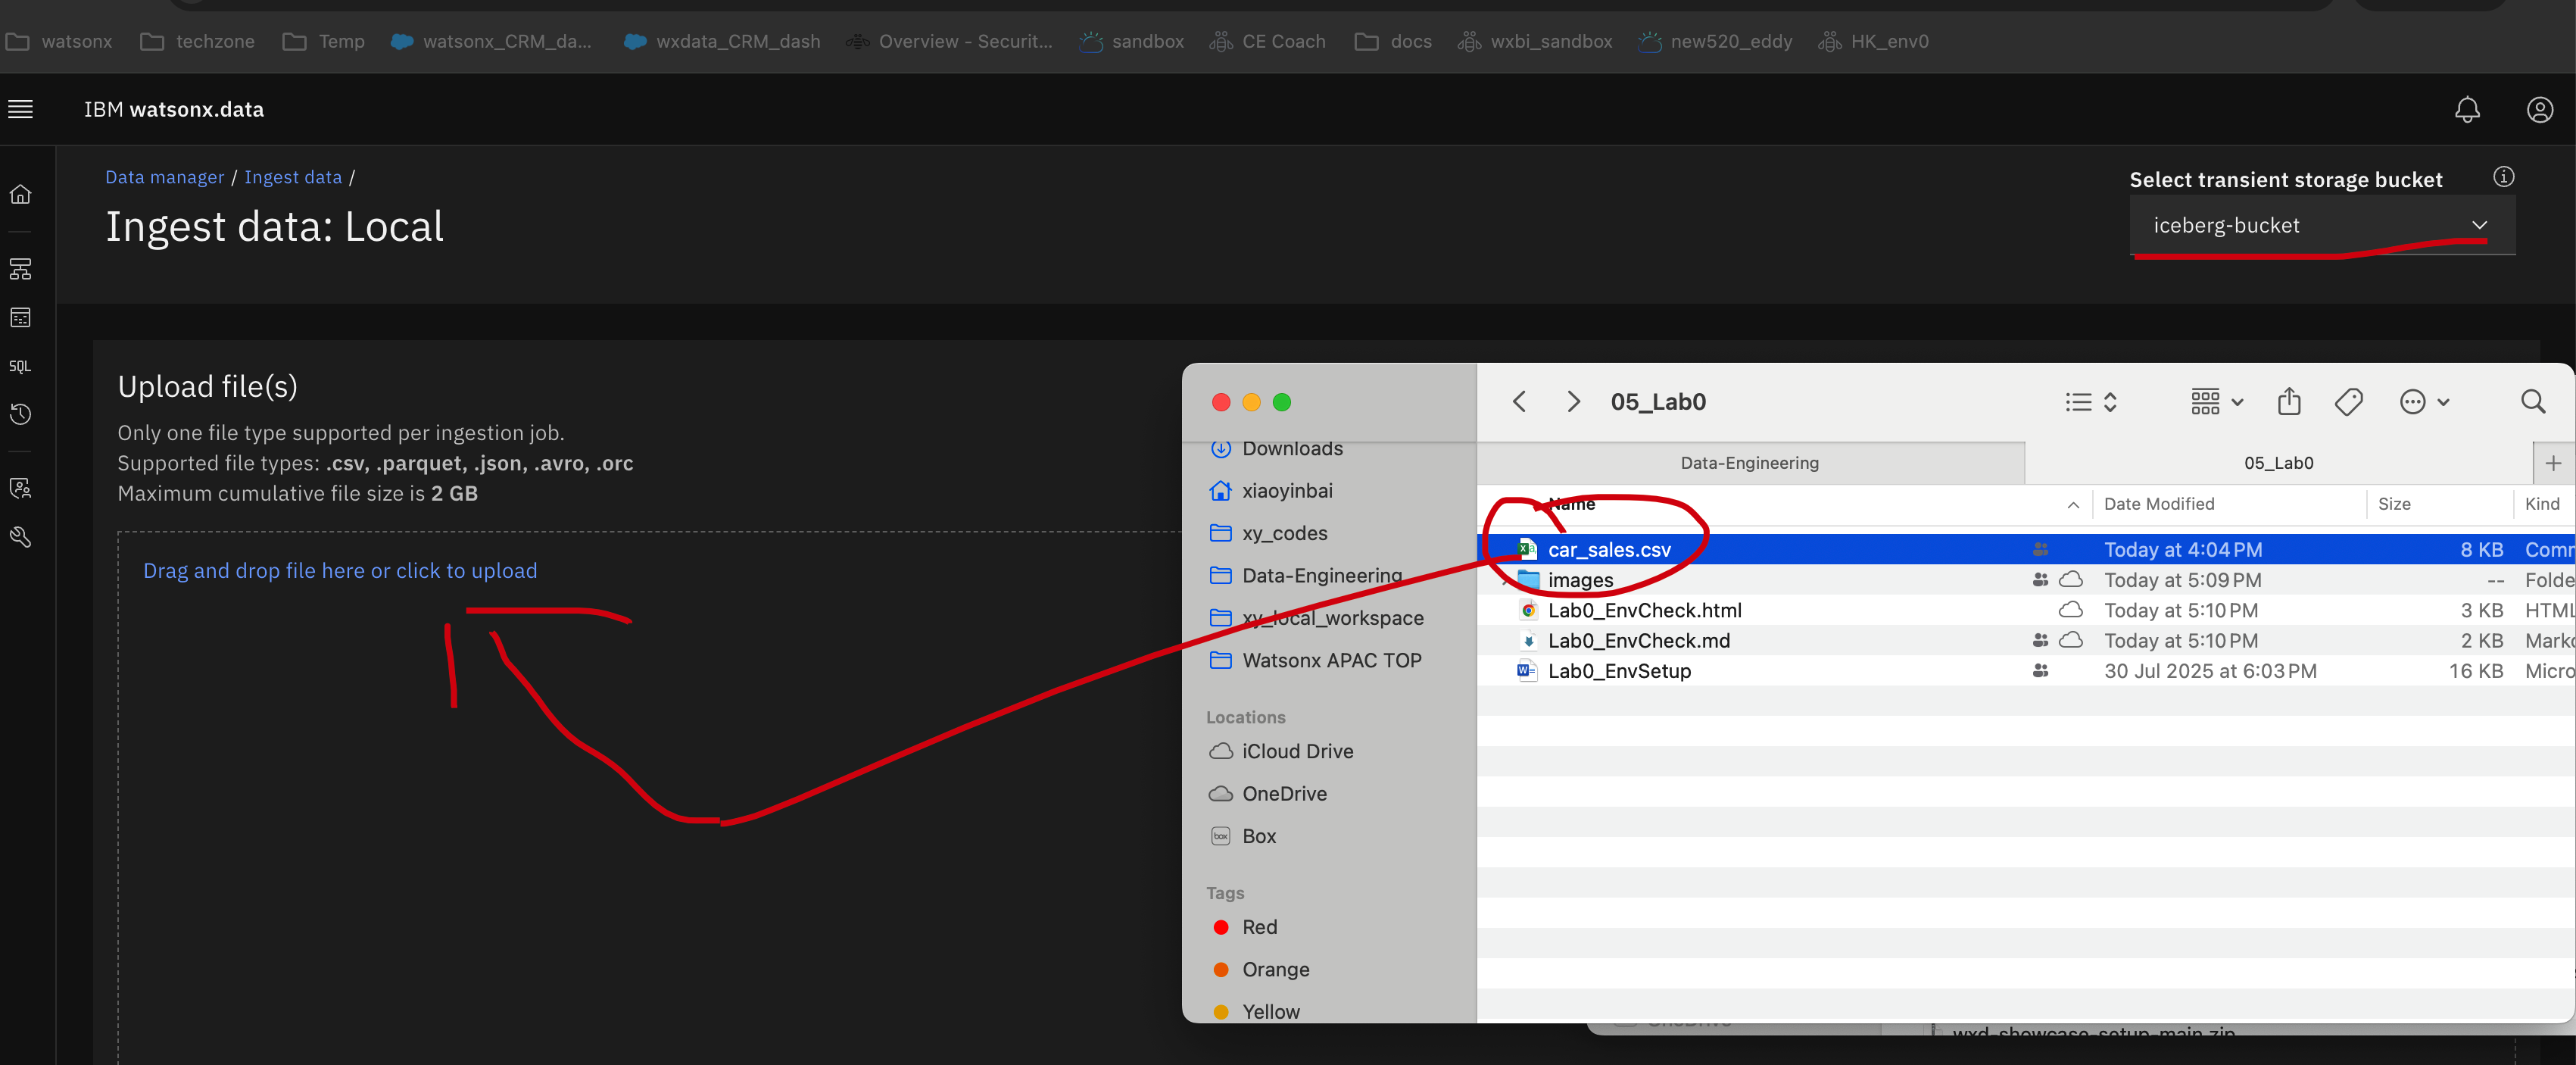 watsonx techzone Temp watsonx_CRM_da... wxdata_CRM_dash Overview - Securit... sandbox CE Coach docs wxbi_sandbox new520_eddy HK_env0
IBM watsonx.data
Data manager / Ingest data /
Ingest data: Local
Select transient storage bucket
iceberg-bucket
SQL
Upload file(s)
Only one file type supported per ingestion job.
Supported file types: .csv, .parquet, .json, .avro, .orc
Maximum cumulative file size is 2 GB
Drag and drop file here or click to upload
05_Lab0
Data-Engineering 05_Lab0
Name Date Modified Size Kind
car_sales.csv Today at 4:04 PM 8 KB Comm
images Today at 5:09 PM -- Folde
Lab0_EnvCheck.html Today at 5:10 PM 3 KB HTML
Lab0_EnvCheck.md Today at 5:10 PM 2 KB Mark
Lab0_EnvSetup 30 Jul 2025 at 6:03 PM 16 KB Micro
Downloads
xiaoyinbai
xy_codes
Data-Engineering
xy_local_workspace
Watsonx APAC TOP
Locations
iCloud Drive
OneDrive
box Box
Tags
Red
Orange
Yellow
OneDrive
wxd-showcase-setup-main.zip